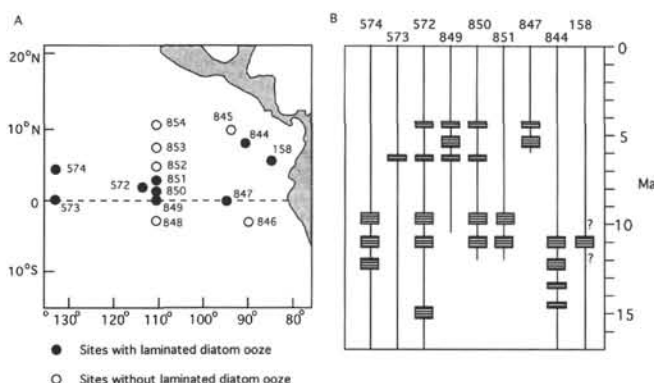 A
20°N
10°N
0
10°S
130°
120°
110°
100°
90°
80°
854
853
852
851
850
849
848
845
844
158
574
573
572
847
846
● Sites with laminated diatom ooze
○ Sites without laminated diatom ooze
B
574 572 850 847 158
573 849 851 844
0
5
Ma
10
15
?
?